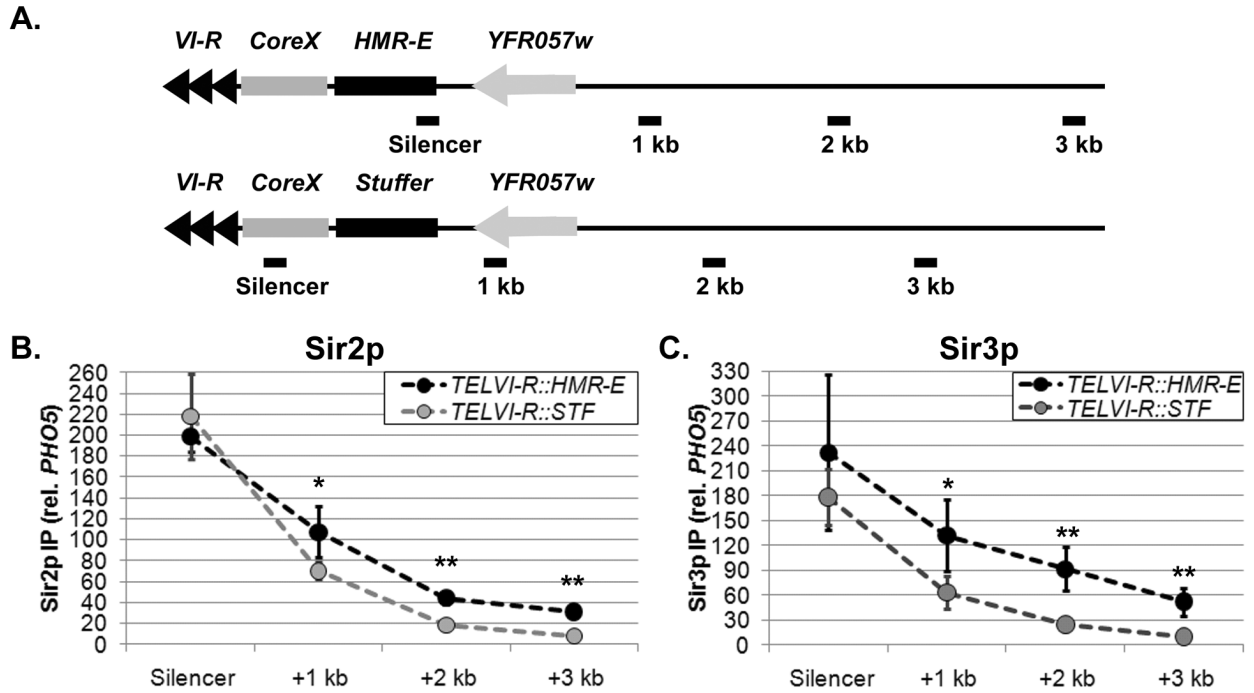 A.
VI-R CoreX HMR-E YFR057w
Silencer 1 kb 2 kb 3 kb
VI-R CoreX Stuffer YFR057w
Silencer 1 kb 2 kb 3 kb
B.
Sir2p
Sir2p IP (rel. PHO5)
260
240
220
200
180
160
140
120
100
80
60
40
20
0
TELVI-R::HMR-E
TELVI-R::STF
*
**
**
Silencer +1 kb +2 kb +3 kb
C.
Sir3p
Sir3p IP (rel. PHO5)
330
300
270
240
210
180
150
120
90
60
30
0
TELVI-R::HMR-E
TELVI-R::STF
*
**
**
Silencer +1 kb +2 kb +3 kb